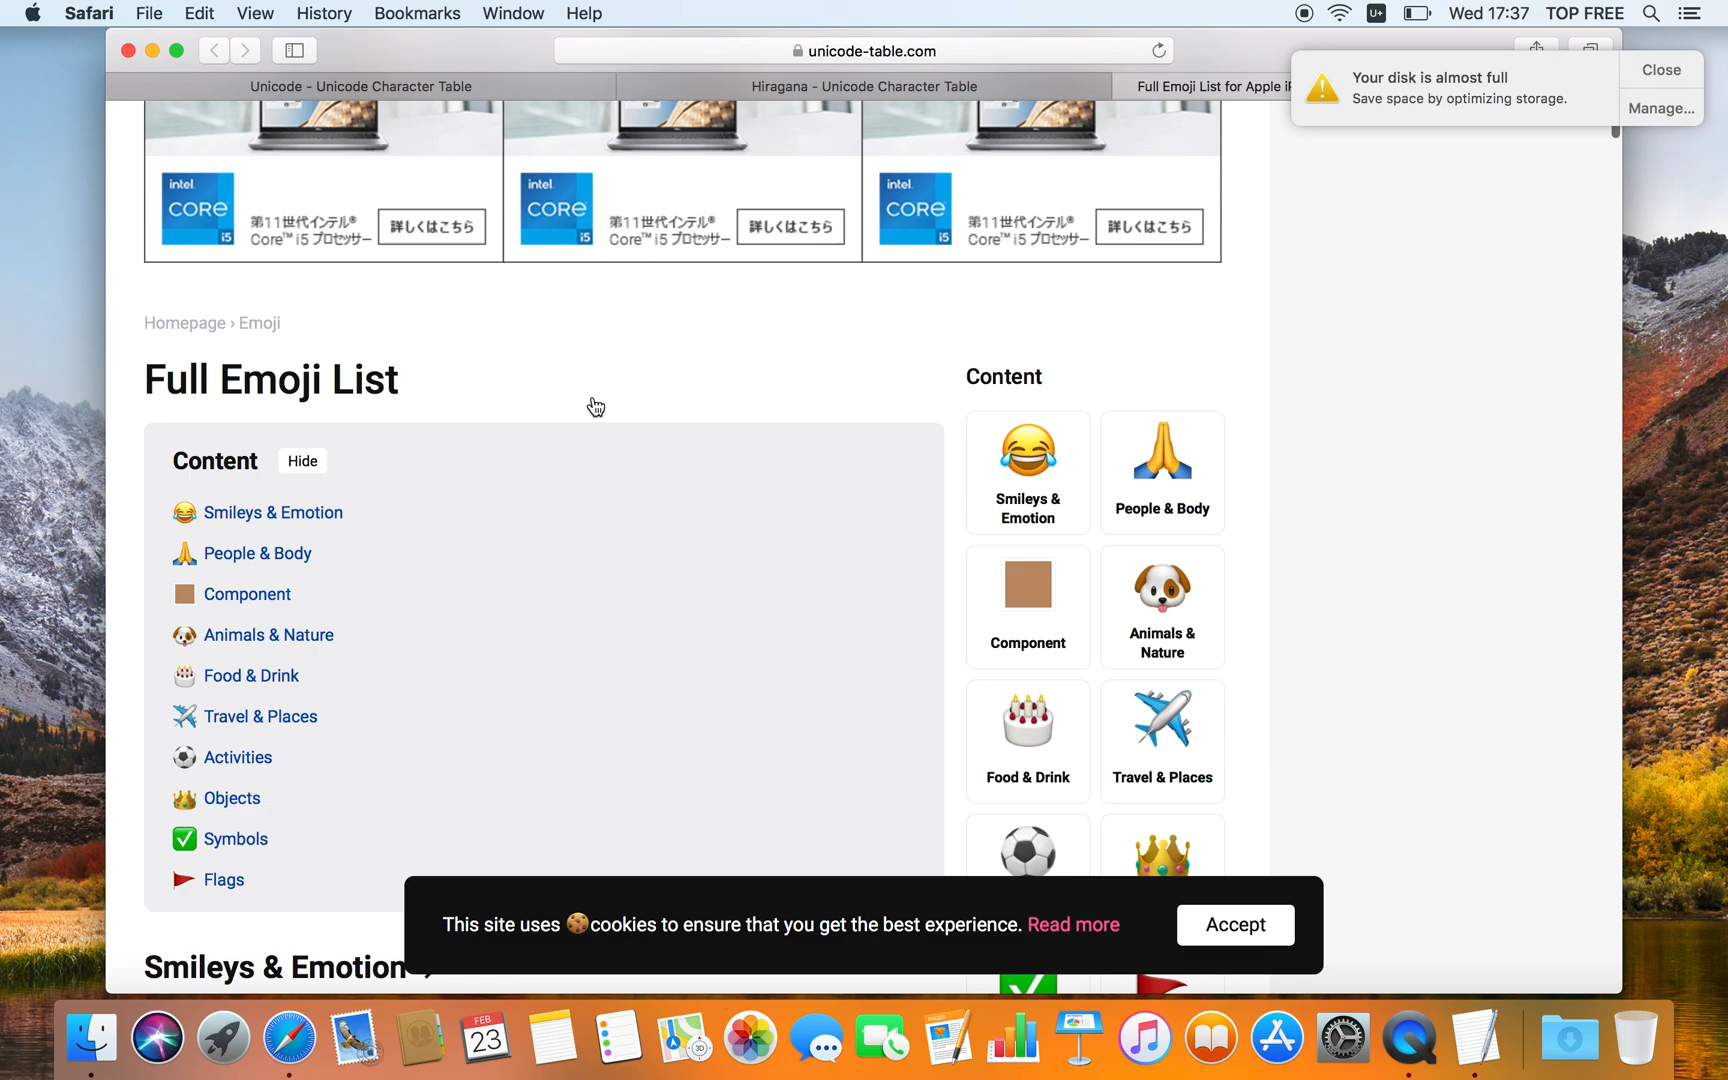 Safari File Edit View History Bookmarks Window Help
U+ Wed 17:37 TOP FREE
unicode-table.com
Unicode - Unicode Character Table
Hiragana - Unicode Character Table
Full Emoji List for Apple
Your disk is almost full
Save space by optimizing storage.
Close
Manage...
intel CORE i5
第11世代インテル®
Core™ i5 プロセッサー
詳しくはこちら
intel CORE i5
第11世代インテル®
Core™ i5 プロセッサー
詳しくはこちら
intel CORE i5
第11世代インテル®
Core™ i5 プロセッサー
詳しくはこちら
Homepage › Emoji
Full Emoji List
Content Hide
Smileys & Emotion
People & Body
Component
Animals & Nature
Food & Drink
Travel & Places
Activities
Objects
Symbols
Flags
Content
Smileys &
Emotion
People & Body
Component
Animals &
Nature
Food & Drink
Travel & Places
This site uses 🍪cookies to ensure that you get the best experience. Read more
Accept
Smileys & Emotion
FEB
23
3D
PAGES